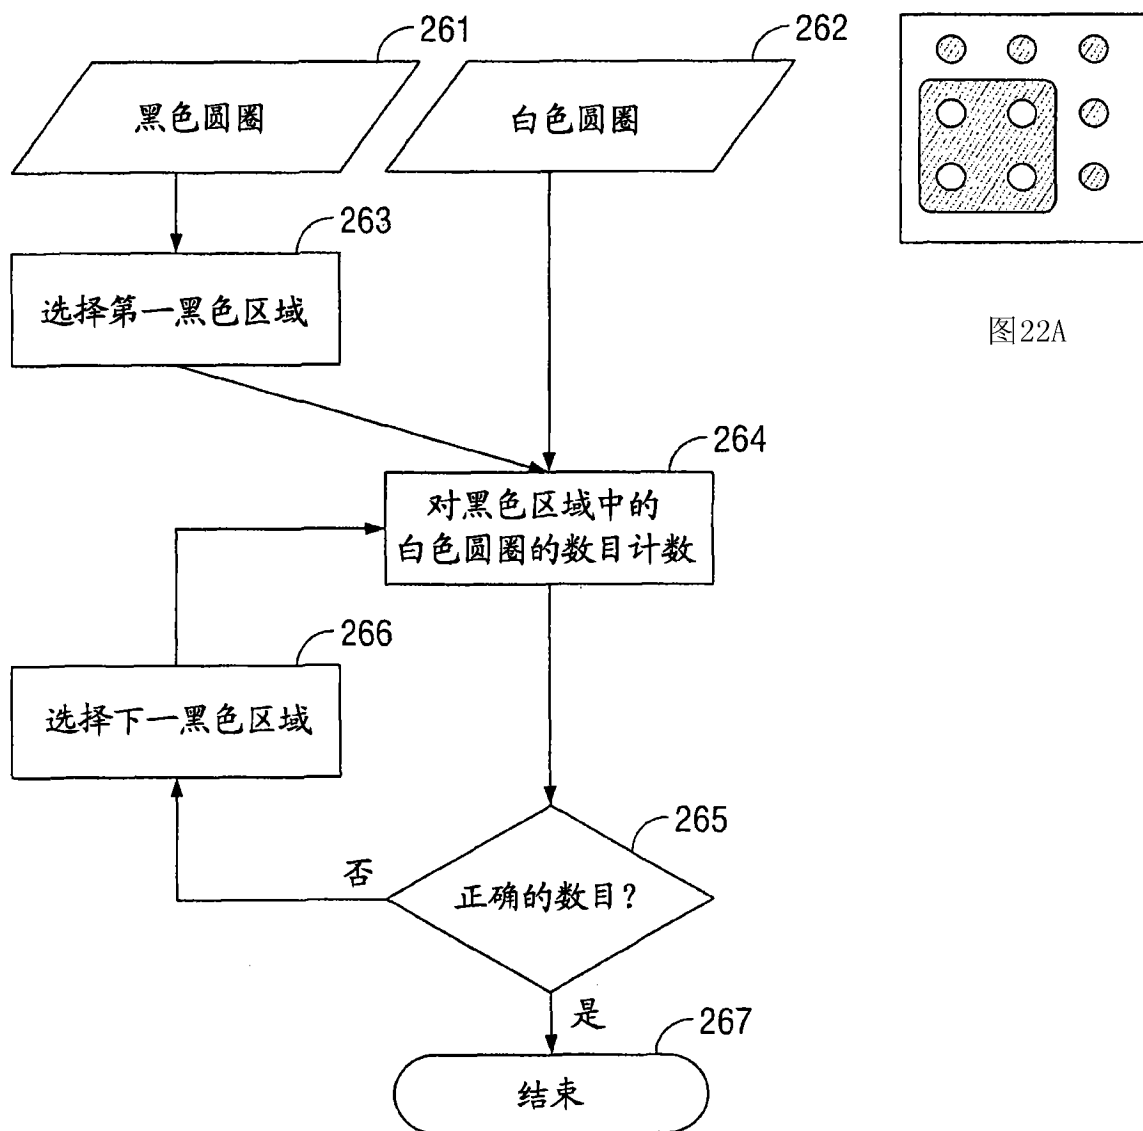 261
262
黑色圆圈
白色圆圈
263
选择第一黑色区域
图22A
264
对黑色区域中的
白色圆圈的数目计数
266
选择下一黑色区域
265
否
正确的数目?
是
267
结束